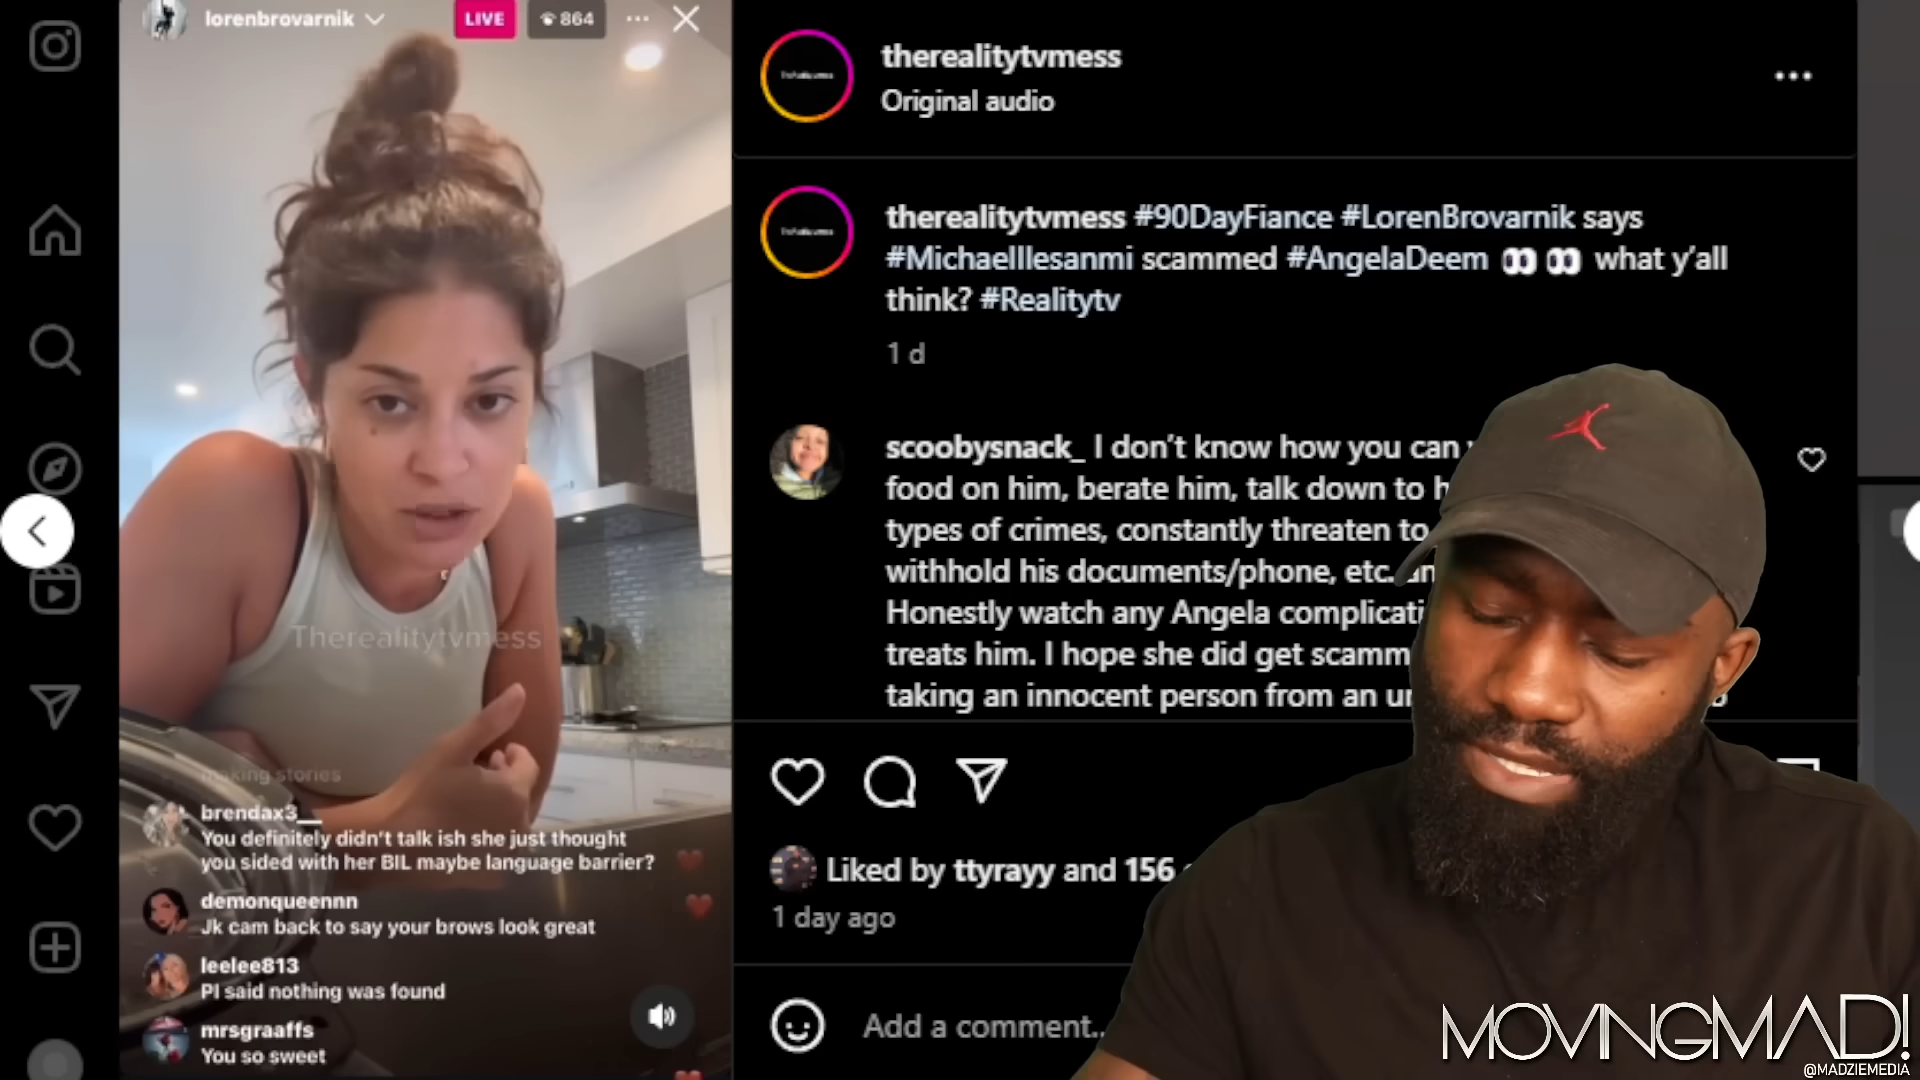 lorenbrovarnik
LIVE
864
Therealitytvmess
making stories
brendax3__
You definitely didn't talk ish she just thought
you sided with her BIL maybe language barrier?
demonqueennn
Jk cam back to say your brows look great
leelee813
PI said nothing was found
mrsgraaffs
You so sweet
therealitytvmess
Original audio
therealitytvmess #90DayFiance #LorenBrovarnik says
#MichaelIlesanmi scammed #AngelaDeem 👀 👀 what y'all
think? #Realitytv
1 d
scoobysnack_ I don't know how you can
food on him, berate him, talk down to
types of crimes, constantly threaten to
withhold his documents/phone, etc.
Honestly watch any Angela
treats him. I hope she did get
taking an innocent person from an
Liked by ttyrayy and 156
1 day ago
Add a comment...
MOVINGMAD!
@MADZIEMEDIA